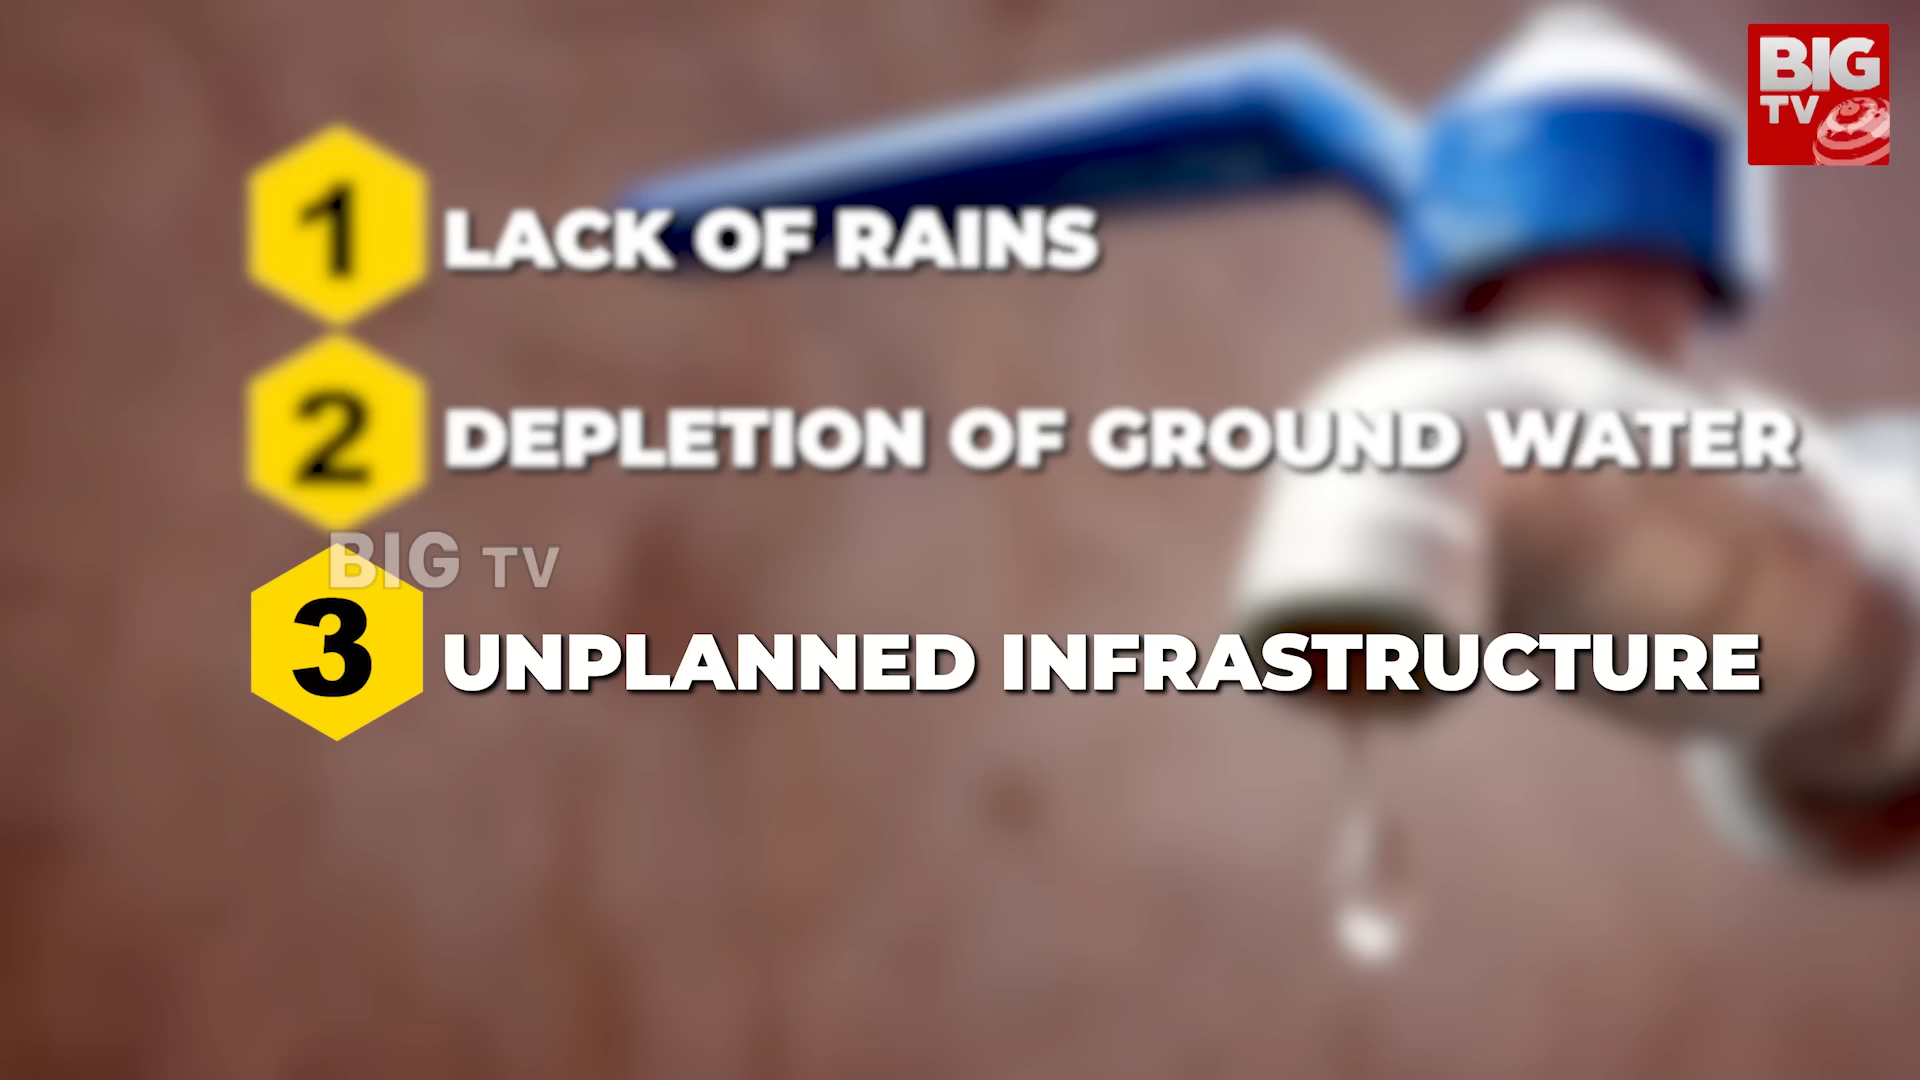 BIG
TV
1
LACK OF RAINS
2
DEPLETION OF GROUND WATER
BIG TV
3
UNPLANNED INFRASTRUCTURE